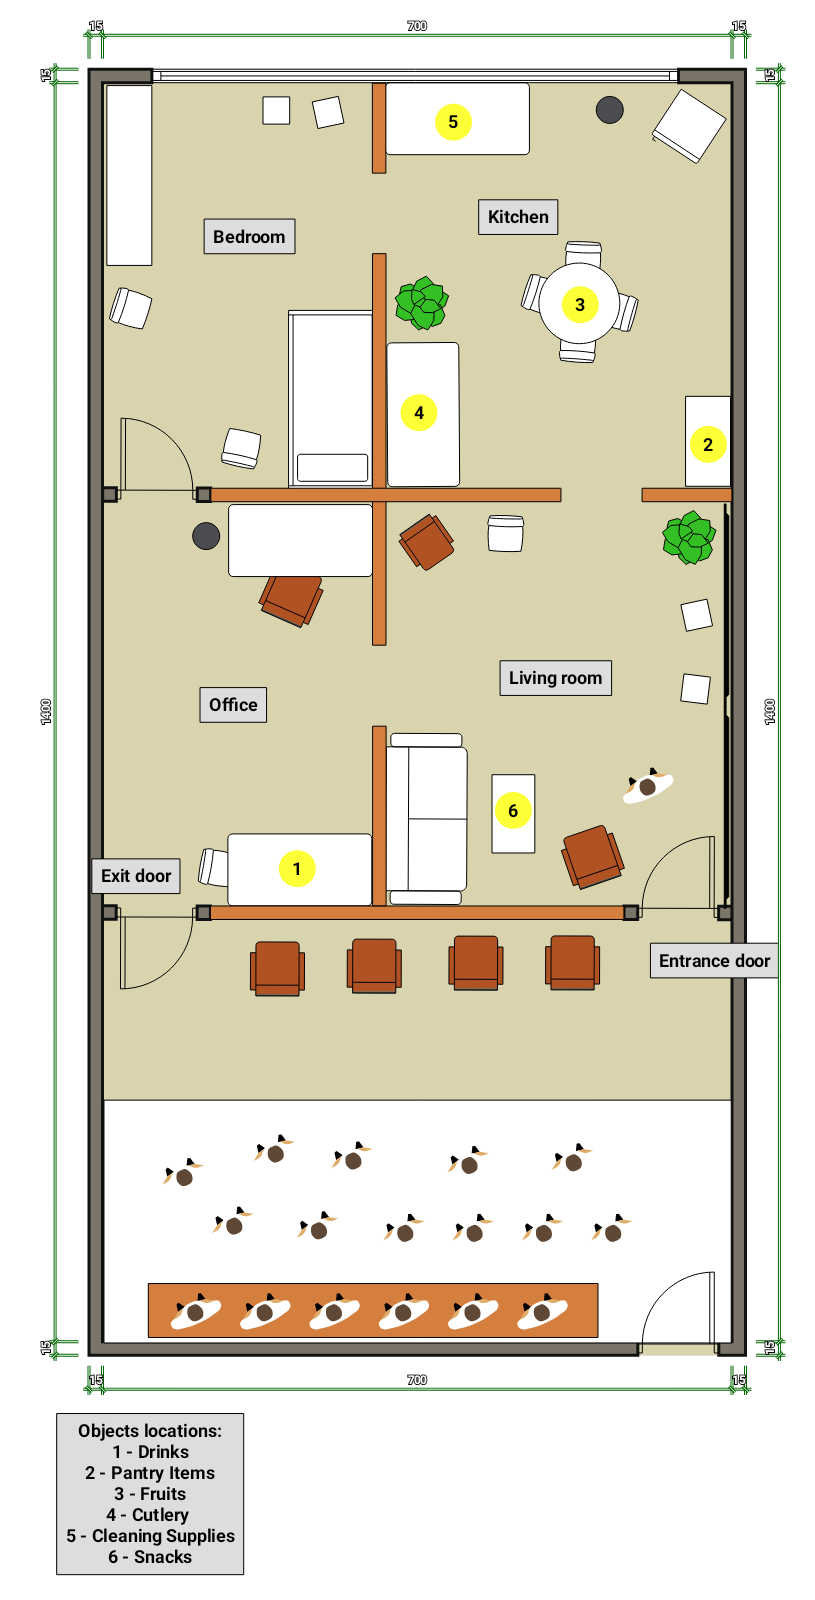 15 700 15
15 15
5
Kitchen
Bedroom
3
4
2
Living room
Office
1400 1400
6
1
Exit door
Entrance door
15 15
15 700 15
Objects locations:
1 - Drinks
2 - Pantry Items
3 - Fruits
4 - Cutlery
5 - Cleaning Supplies
6 - Snacks